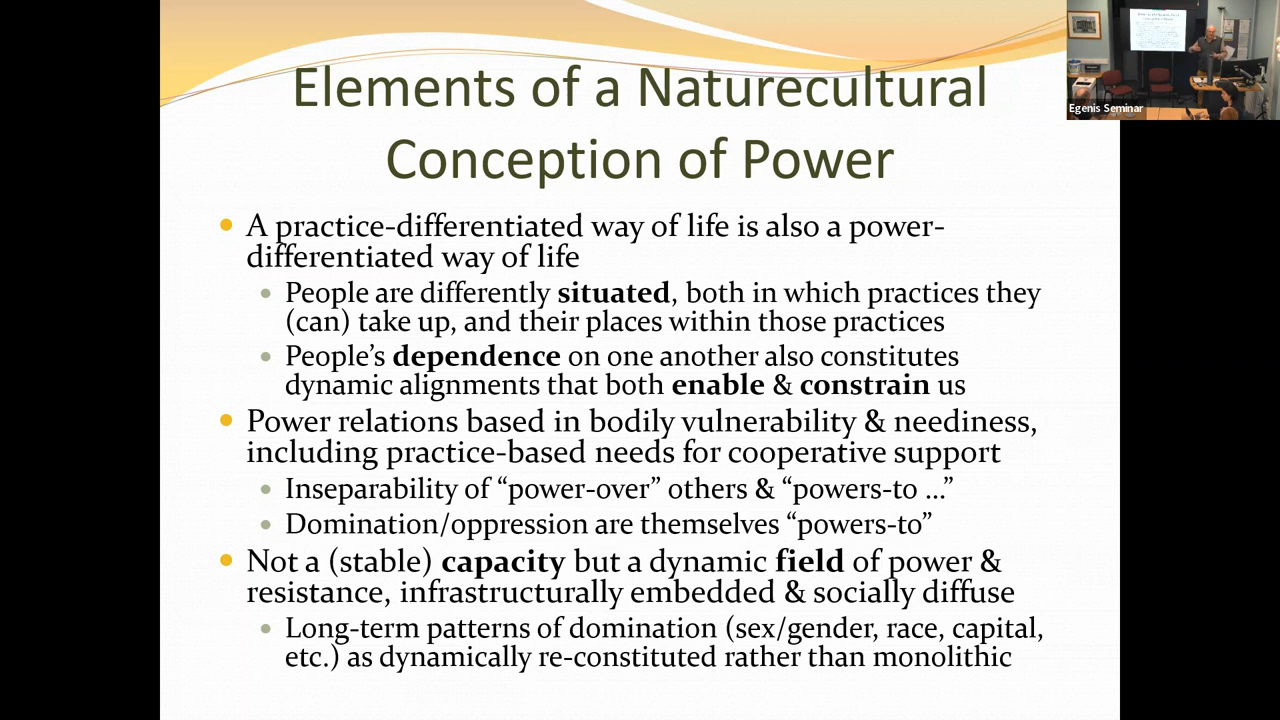 Elements of a Naturecultural
Conception of Power
Egenis Seminar
• A practice-differentiated way of life is also a power-
differentiated way of life
• People are differently situated, both in which practices they
(can) take up, and their places within those practices
• People’s dependence on one another also constitutes
dynamic alignments that both enable & constrain us
• Power relations based in bodily vulnerability & neediness,
including practice-based needs for cooperative support
• Inseparability of “power-over” others & “powers-to ...”
• Domination/oppression are themselves “powers-to”
• Not a (stable) capacity but a dynamic field of power &
resistance, infrastructurally embedded & socially diffuse
• Long-term patterns of domination (sex/gender, race, capital,
etc.) as dynamically re-constituted rather than monolithic